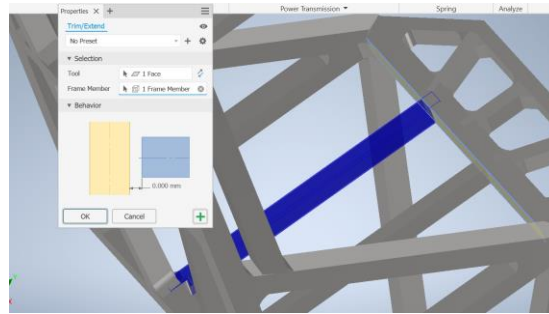 Properties × +
Power Transmission
Spring
Analyze
Trim/Extend
No Preset
Selection
Tool
1 Face
Frame Member
1 Frame Member
Behavior
0.000 mm
OK
Cancel